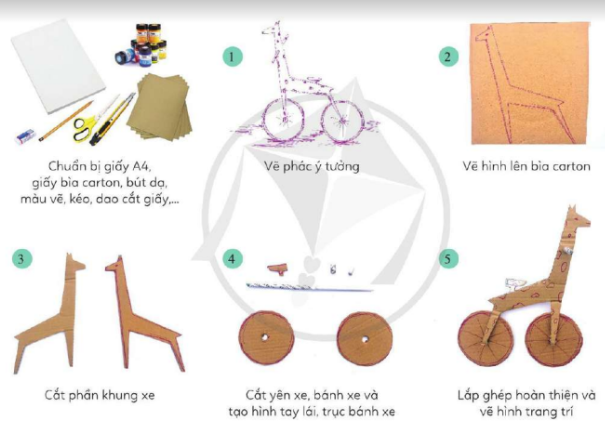 Chuẩn bị giấy A4,
giấy bìa carton, bút dạ,
màu vẽ, kéo, dao cắt giấy,...
1
Vẽ phác ý tưởng
2
Vẽ hình lên bìa carton
3
Cắt phần khung xe
4
Cắt yên xe, bánh xe và
tạo hình tay lái, trục bánh xe
5
Lắp ghép hoàn thiện và
vẽ hình trang trí